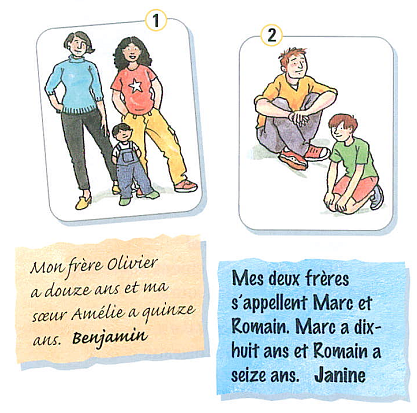 1
2
Mon frère Olivier
a douze ans et ma
sœur Amélie a quinze
ans. Benjamin
Mes deux frères
s'appellent Marc et
Romain. Marc a dix-
huit ans et Romain a
seize ans. Janine